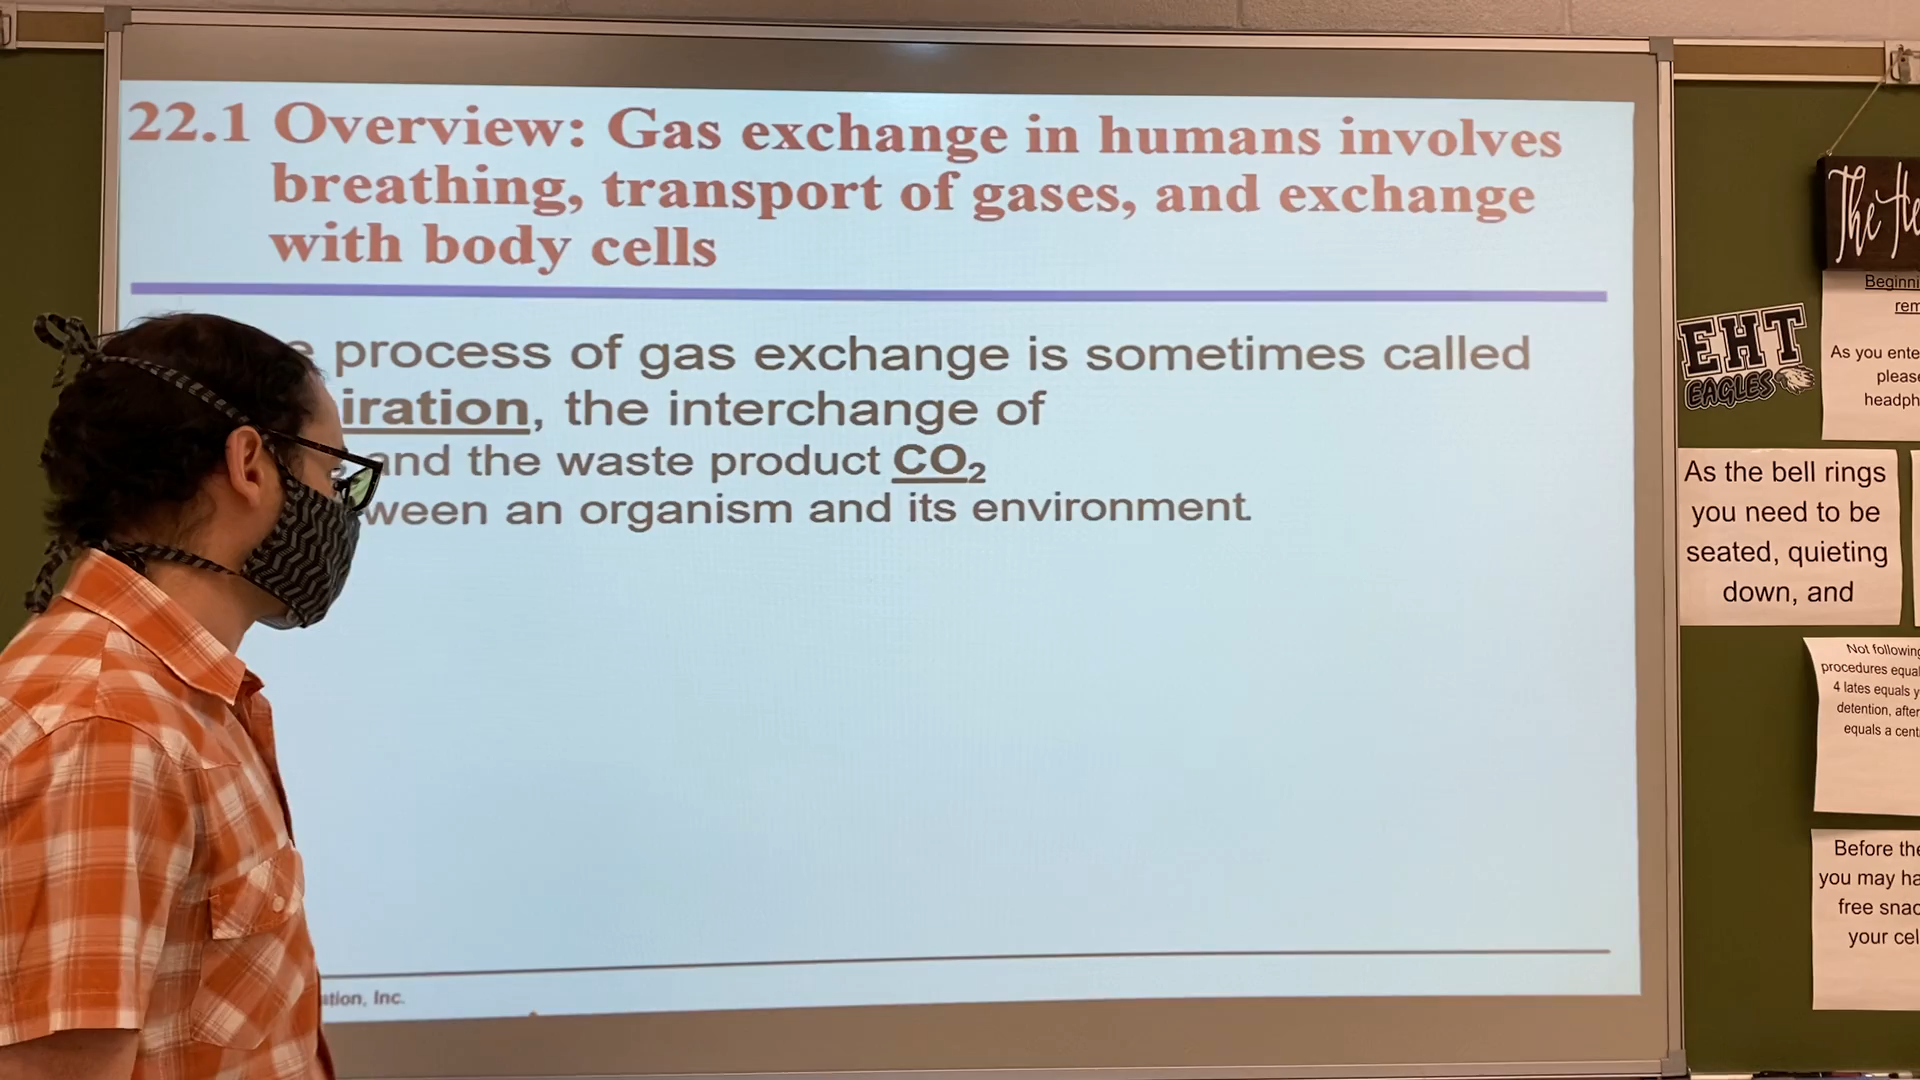 22.1 Overview: Gas exchange in humans involves
breathing, transport of gases, and exchange
with body cells
process of gas exchange is sometimes called
iration, the interchange of
and the waste product CO₂
ween an organism and its environment.
ation, Inc.
The He
Beginni
rem
As you ente
please
headph
EHT
EAGLES
As the bell rings
you need to be
seated, quieting
down, and
Not following
procedures equal
4 lates equals y
detention, after
equals a cent
Before the
you may ha
free snac
your cel